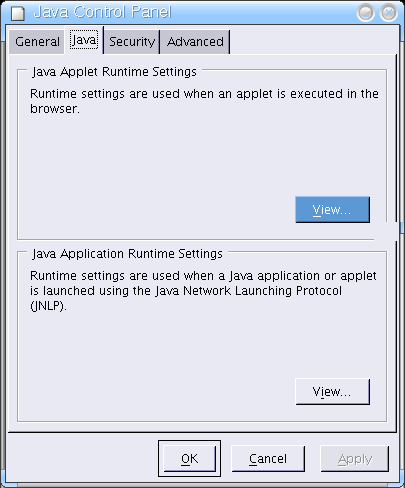 Java Control Panel
General Java Security Advanced
Java Applet Runtime Settings
Runtime settings are used when an applet is executed in the
browser.
View...
Java Application Runtime Settings
Runtime settings are used when a Java application or applet
is launched using the Java Network Launching Protocol
(JNLP).
View...
OK Cancel Apply